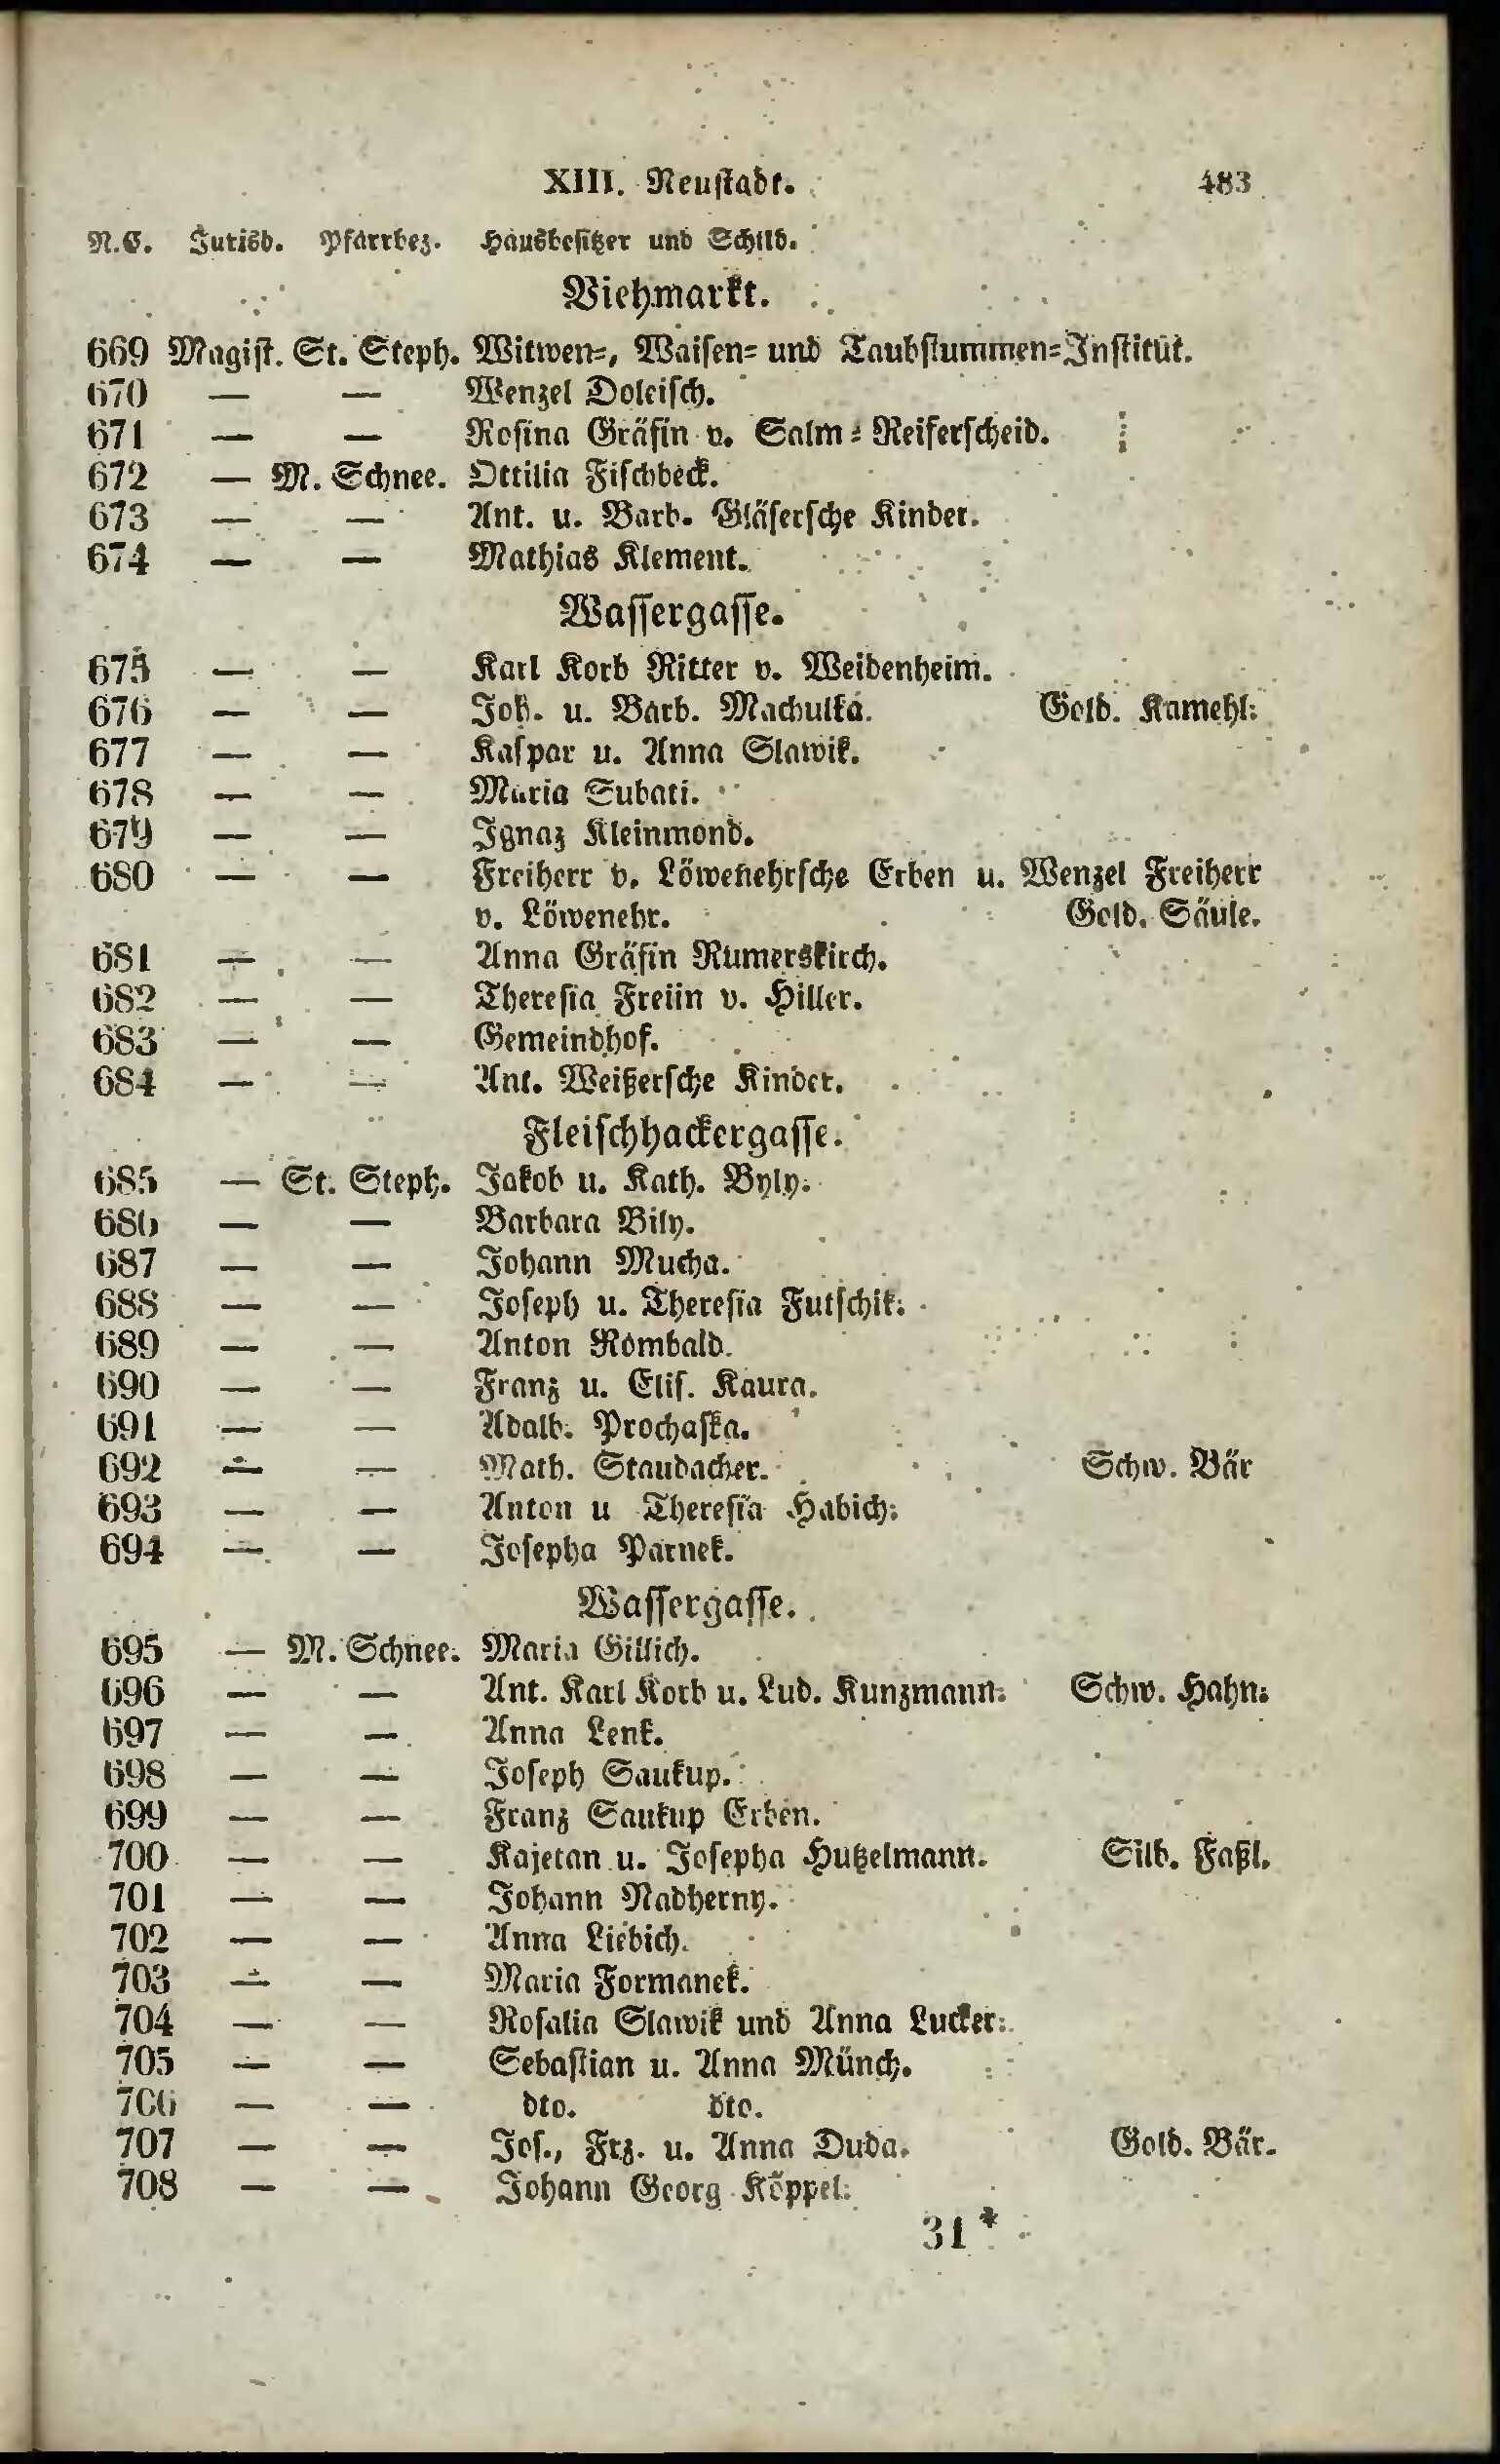 XIII. Neustadt. 483
N.C. Jurisd. Pfarrbez. Hausbesitzer und Schild.
Viehmarkt.
669 Magist. St. Steph. Witwen-, Waisen- und Taubstummen-Institut.
670 — — Wenzel Doleisch.
671 — — Rosina Gräfin v. Salm-Reiferscheid.
672 — M. Schnee. Ottilia Fischbeck.
673 — — Ant. u. Barb. Gläsersche Kinder.
674 — — Mathias Klement.
Wassergasse.
675 — — Karl Korb Ritter v. Weidenheim.
676 — — Joh. u. Barb. Machulka. Gold. Kamehl.
677 — — Kaspar u. Anna Slawik.
678 — — Maria Subati.
679 — — Ignaz Kleinmond.
680 — — Freiherr v. Löwenehrsche Erben u. Wenzel Freiherr
v. Löwenehr. Gold. Säule.
681 — — Anna Gräfin Rumerskirch.
682 — — Theresia Freiin v. Hiller.
683 — — Gemeindhof.
684 — — Ant. Weißersche Kinder.
Fleischhackergasse.
685 — St. Steph. Jakob u. Kath. Byly.
686 — — Barbara Bily.
687 — — Johann Mucha.
688 — — Joseph u. Theresia Futschik.
689 — — Anton Rombald.
690 — — Franz u. Elis. Kaura.
691 — — Adalb. Prochaska.
692 — — Math. Staudacher. Schw. Bär
693 — — Anton u Theresia Habich.
694 — — Josepha Parnek.
Wassergasse.
695 — M. Schnee. Maria Gillich.
696 — — Ant. Karl Korb u. Lud. Kunzmann. Schw. Hahn.
697 — — Anna Lenk.
698 — — Joseph Saukup.
699 — — Franz Saukup Erben.
700 — — Kajetan u. Josepha Hutzelmann. Silb. Faßl.
701 — — Johann Nadherny.
702 — — Anna Liebich.
703 — — Maria Formanek.
704 — — Rosalia Slawik und Anna Lucker.
705 — — Sebastian u. Anna Münch.
706 — — dto. dto.
707 — — Jos., Frz. u. Anna Duda. Gold. Bär.
708 — — Johann Georg Köppel.
31*